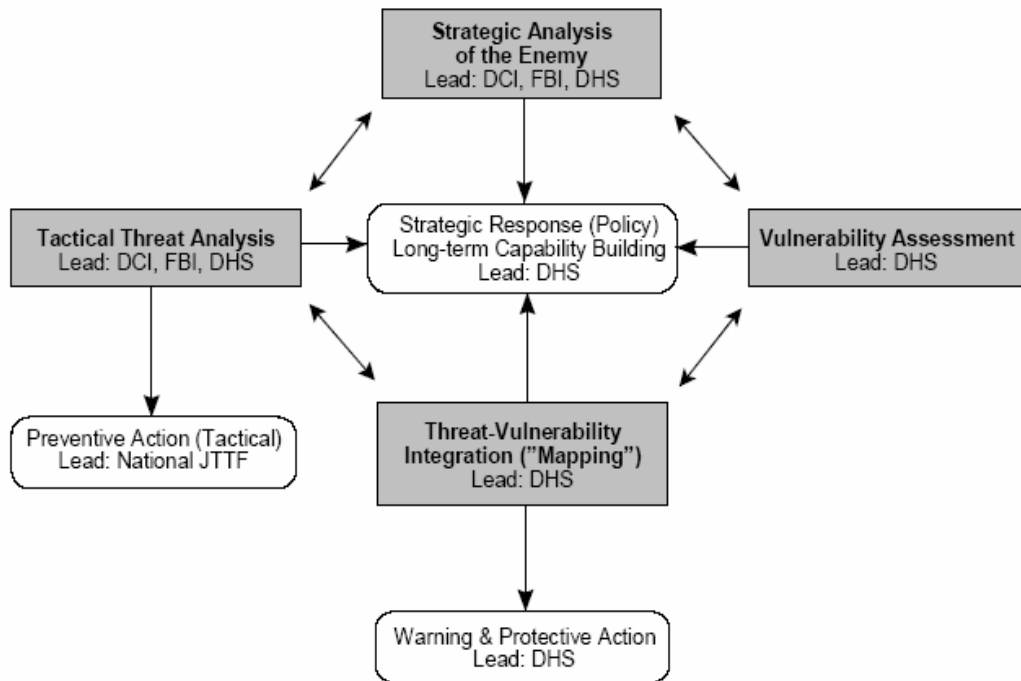 Strategic Analysis
of the Enemy
Lead: DCI, FBI, DHS
Tactical Threat Analysis
Lead: DCI, FBI, DHS
Strategic Response (Policy)
Long-term Capability Building
Lead: DHS
Vulnerability Assessment
Lead: DHS
Preventive Action (Tactical)
Lead: National JTTF
Threat-Vulnerability
Integration (”Mapping”)
Lead: DHS
Warning & Protective Action
Lead: DHS